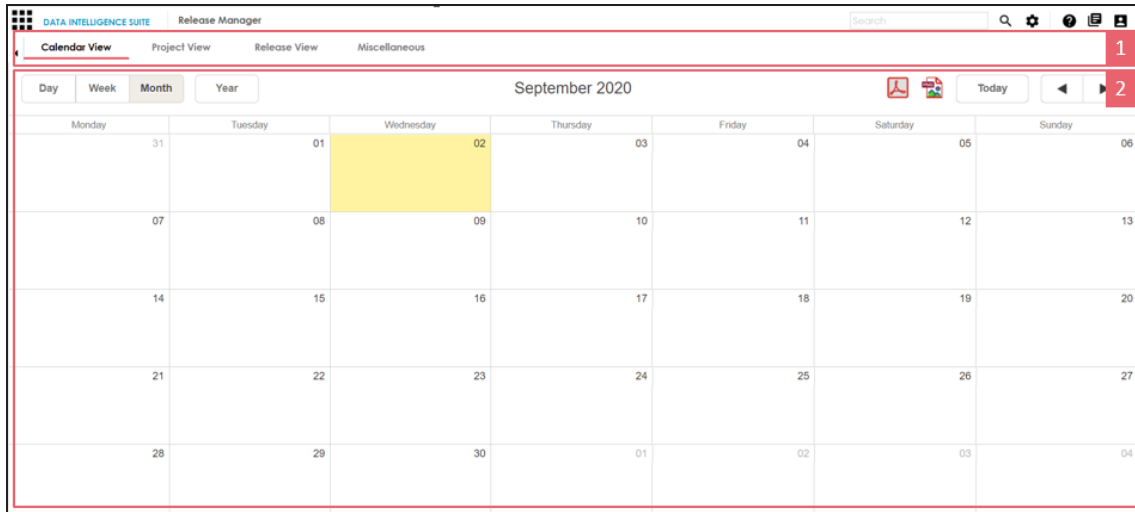 DATA INTELLIGENCE SUITE Release Manager Search
Calendar View Project View Release View Miscellaneous 1
Day Week Month Year September 2020 Today 2
Monday Tuesday Wednesday Thursday Friday Saturday Sunday
31 01 02 03 04 05 06
07 08 09 10 11 12 13
14 15 16 17 18 19 20
21 22 23 24 25 26 27
28 29 30 01 02 03 04